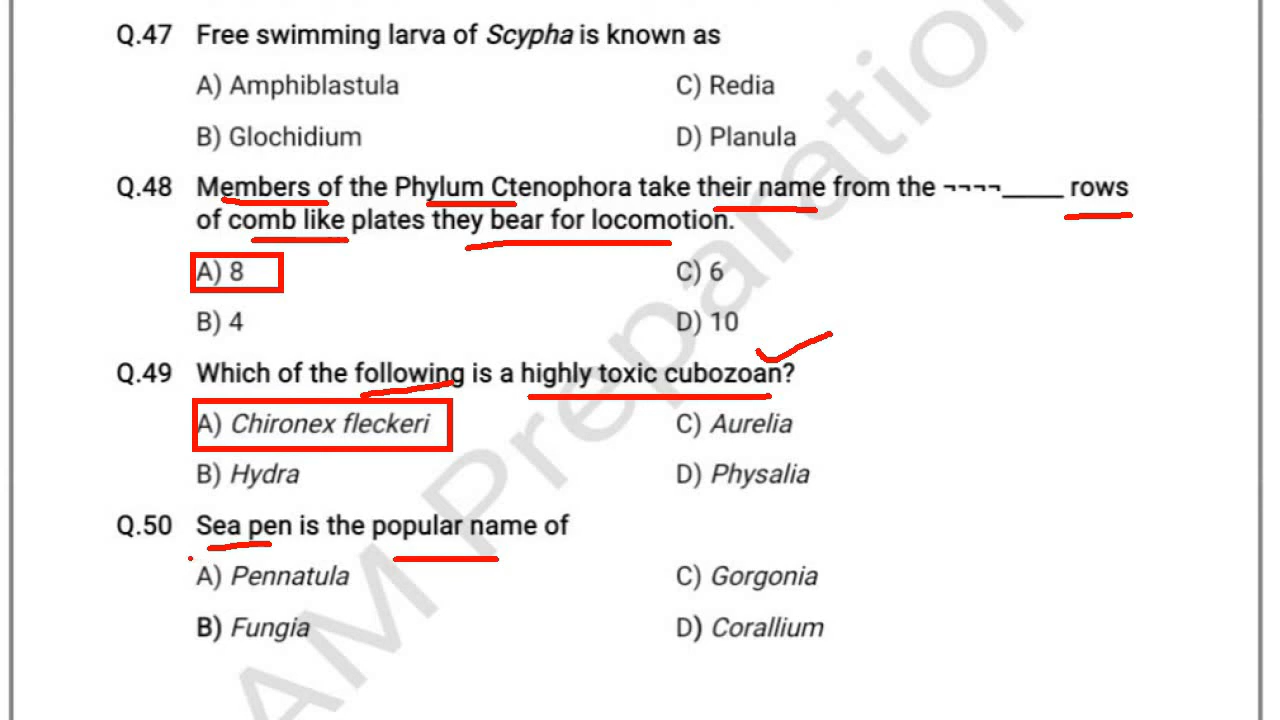 Q.47 Free swimming larva of Scypha is known as
A) Amphiblastula C) Redia
B) Glochidium D) Planula
Q.48 Members of the Phylum Ctenophora take their name from the ¬¬¬¬_____ rows
of comb like plates they bear for locomotion.
A) 8 C) 6
B) 4 D) 10
Q.49 Which of the following is a highly toxic cubozoan?
A) Chironex fleckeri C) Aurelia
B) Hydra D) Physalia
Q.50 Sea pen is the popular name of
A) Pennatula C) Gorgonia
B) Fungia D) Corallium
AM Preparation